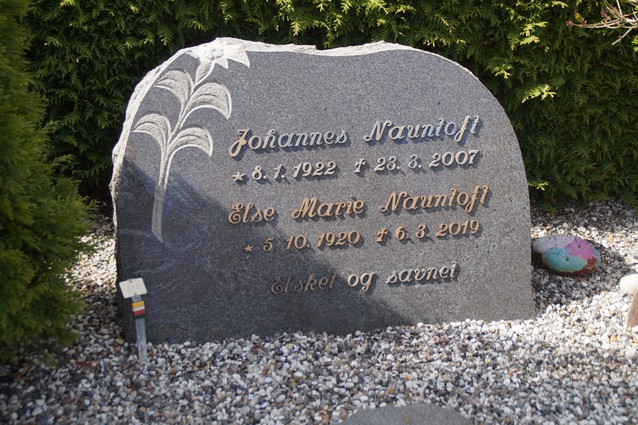 Johannes Nauntoft
* 8. 1. 1922 † 23. 3. 2007
Else Marie Nauntoft
* 5. 10. 1920 † 6. 3. 2019
Elsket og savnet